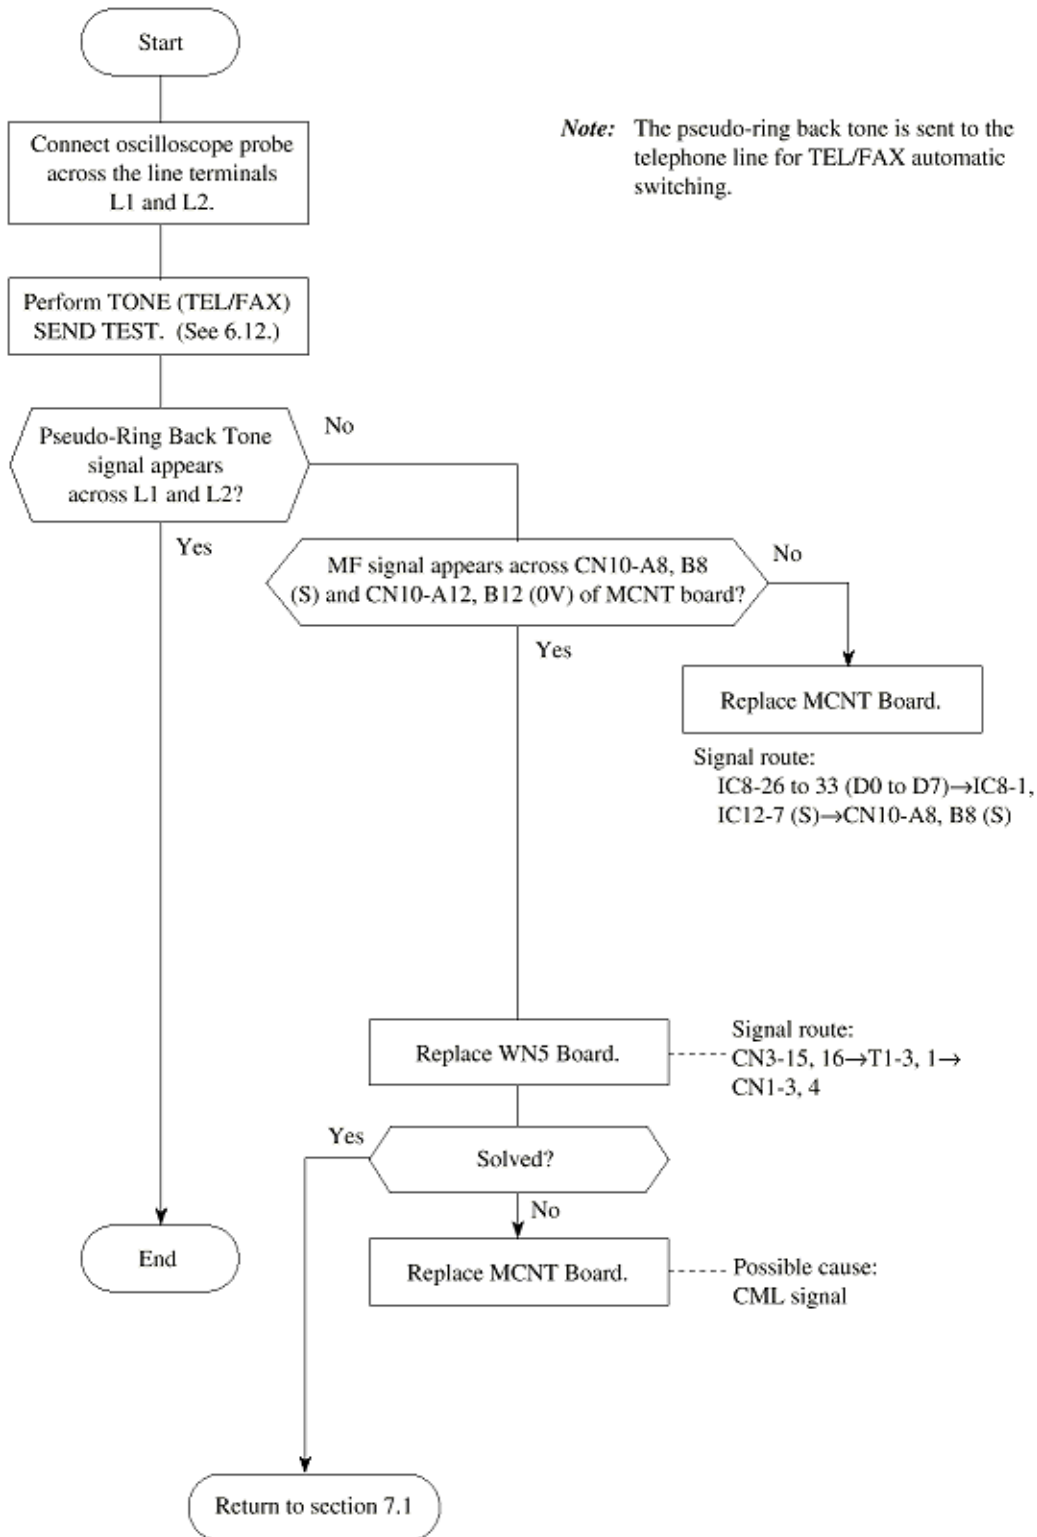 Start
Note: The pseudo-ring back tone is sent to the
telephone line for TEL/FAX automatic
switching.
Connect oscilloscope probe
across the line terminals
L1 and L2.
Perform TONE (TEL/FAX)
SEND TEST. (See 6.12.)
Pseudo-Ring Back Tone
signal appears
across L1 and L2?
No
Yes
MF signal appears across CN10-A8, B8
(S) and CN10-A12, B12 (0V) of MCNT board?
No
Yes
Replace MCNT Board.
Signal route:
IC8-26 to 33 (D0 to D7)→IC8-1,
IC12-7 (S)→CN10-A8, B8 (S)
Replace WN5 Board.
Signal route:
CN3-15, 16→T1-3, 1→
CN1-3, 4
Yes
Solved?
No
End
Replace MCNT Board.
Possible cause:
CML signal
Return to section 7.1